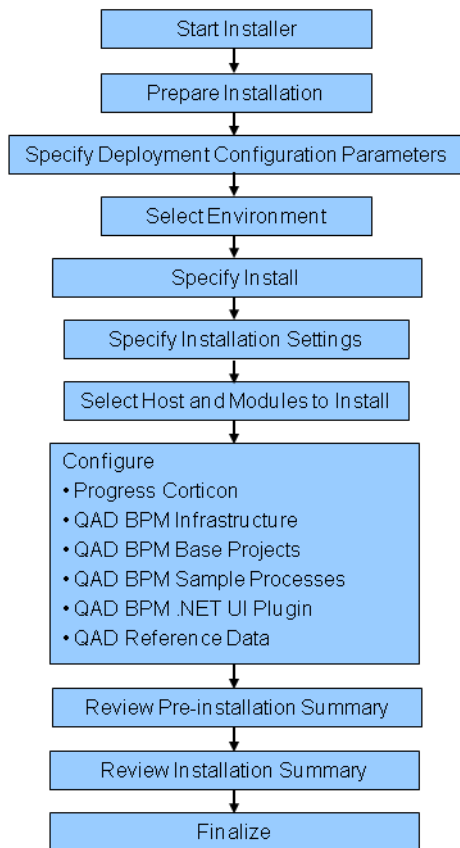 Start Installer
Prepare Installation
Specify Deployment Configuration Parameters
Select Environment
Specify Install
Specify Installation Settings
Select Host and Modules to Install
Configure
• Progress Corticon
• QAD BPM Infrastructure
• QAD BPM Base Projects
• QAD BPM Sample Processes
• QAD BPM .NET UI Plugin
• QAD Reference Data
Review Pre-installation Summary
Review Installation Summary
Finalize